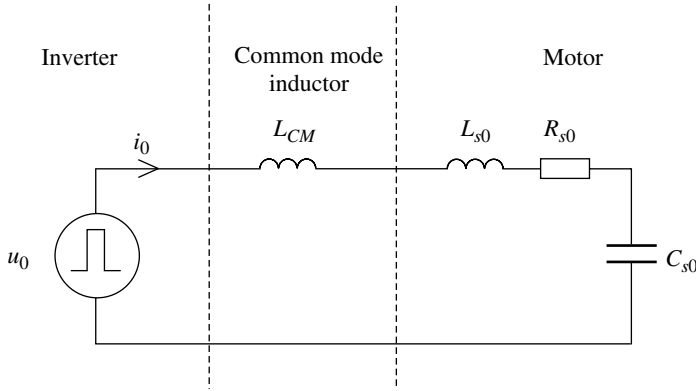 Inverter
Common mode
inductor
Motor
i0
LCM
Ls0
Rs0
u0
Cs0